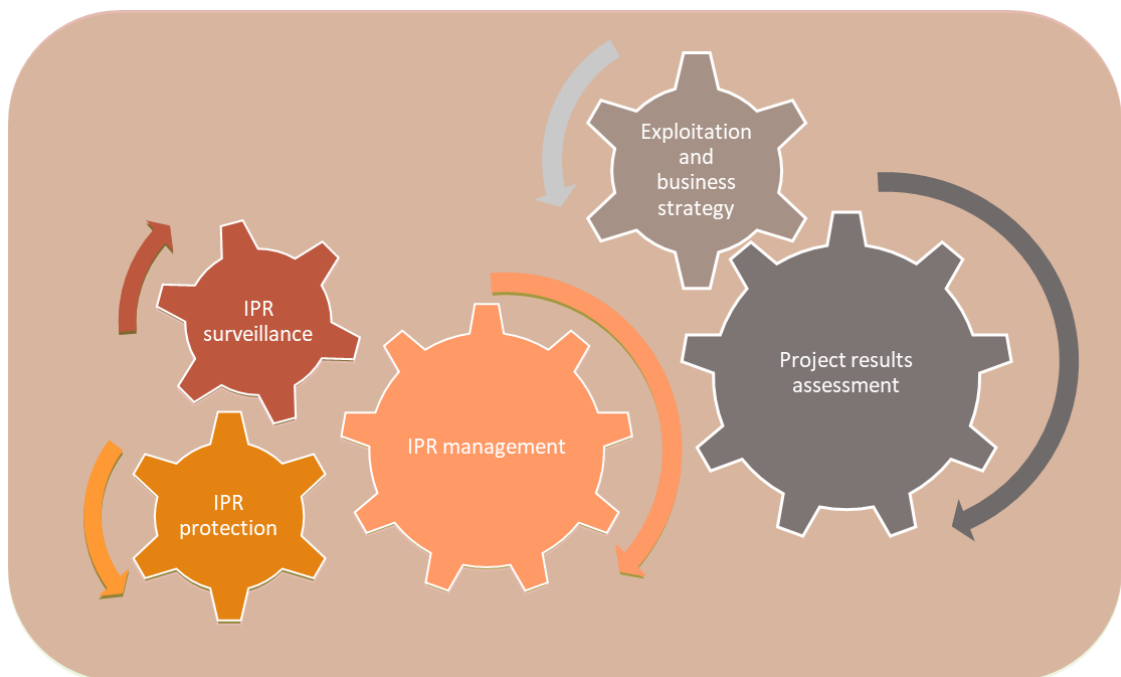 Exploitation
and
business
strategy
IPR
surveillance
Project results
assessment
IPR management
IPR
protection